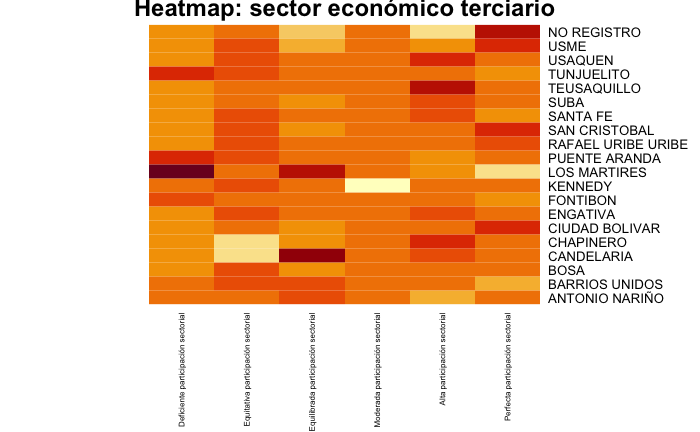 Heatmap: sector económico terciario
NO REGISTRO
USME
USAQUEN
TUNJUELITO
TEUSAQUILLO
SUBA
SANTA FE
SAN CRISTOBAL
RAFAEL URIBE URIBE
PUENTE ARANDA
LOS MARTIRES
KENNEDY
FONTIBON
ENGATIVA
CIUDAD BOLIVAR
CHAPINERO
CANDELARIA
BOSA
BARRIOS UNIDOS
ANTONIO NARIÑO
Deficiente participación sectorial
Equitativa participación sectorial
Equilibrada participación sectorial
Moderada participación sectorial
Alta participación sectorial
Perfecta participación sectorial